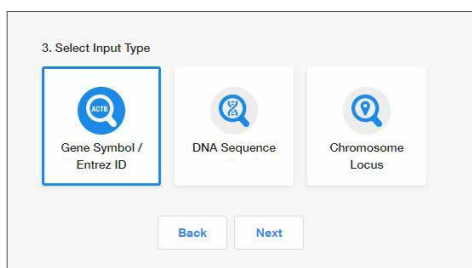 3. Select Input Type
ACTB
Gene Symbol /
Entrez ID
DNA Sequence
Chromosome
Locus
Back Next